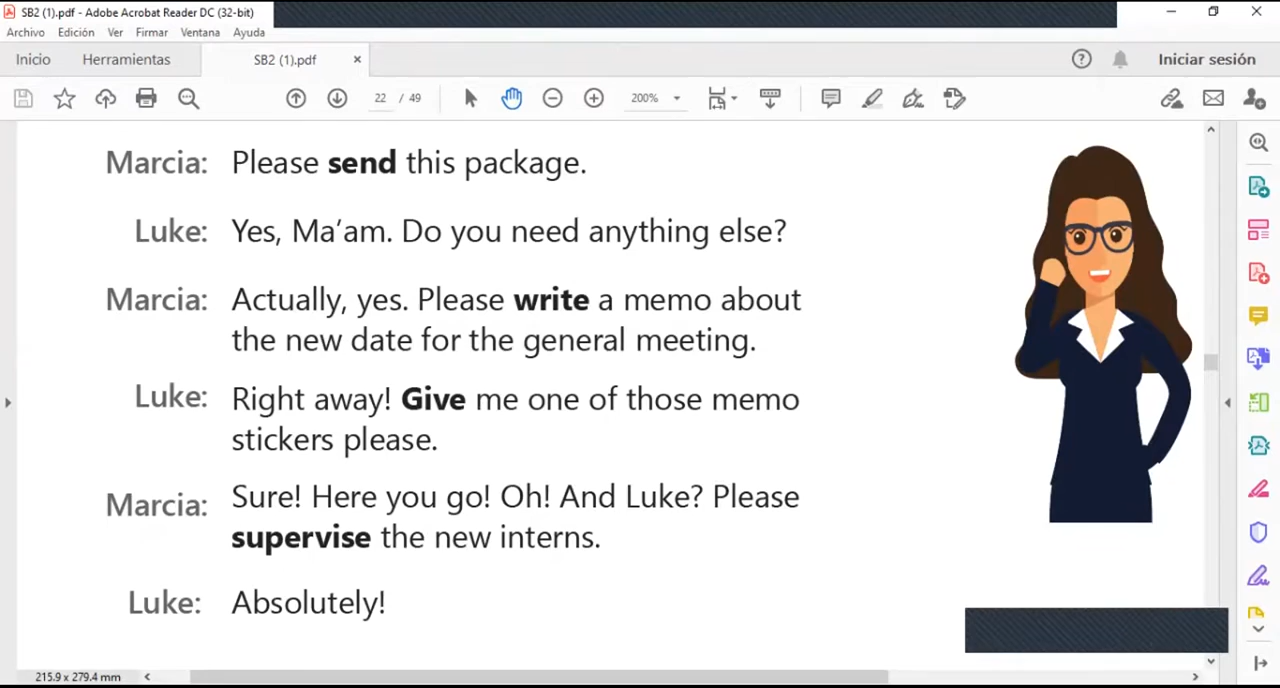 SB2 (1).pdf - Adobe Acrobat Reader DC (32-bit)
Archivo Edición Ver Firmar Ventana Ayuda
Inicio Herramientas SB2 (1).pdf × Iniciar sesión
22 / 49 200%
Marcia: Please send this package.
Luke: Yes, Ma'am. Do you need anything else?
Marcia: Actually, yes. Please write a memo about
the new date for the general meeting.
Luke: Right away! Give me one of those memo
stickers please.
Marcia: Sure! Here you go! Oh! And Luke? Please
supervise the new interns.
Luke: Absolutely!
215.9 x 279.4 mm